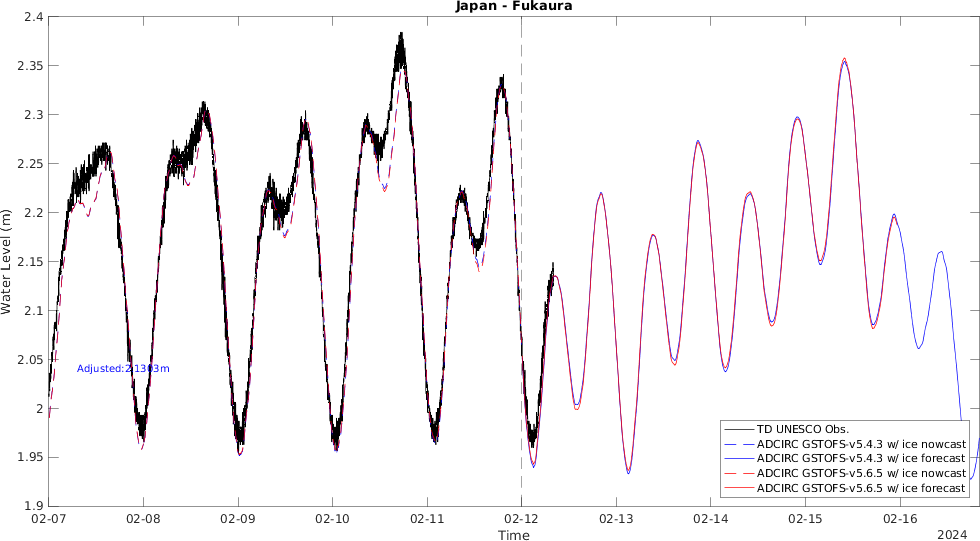 Japan - Fukaura
2.4
2.35
2.3
2.25
2.2
2.15
2.1
2.05
2
1.95
1.9
Water Level (m)
Adjusted:2.1303m
TD UNESCO Obs.
ADCIRC GSTOFS-v5.4.3 w/ ice nowcast
ADCIRC GSTOFS-v5.4.3 w/ ice forecast
ADCIRC GSTOFS-v5.6.5 w/ ice nowcast
ADCIRC GSTOFS-v5.6.5 w/ ice forecast
02-07 02-08 02-09 02-10 02-11 02-12 02-13 02-14 02-15 02-16
Time
2024